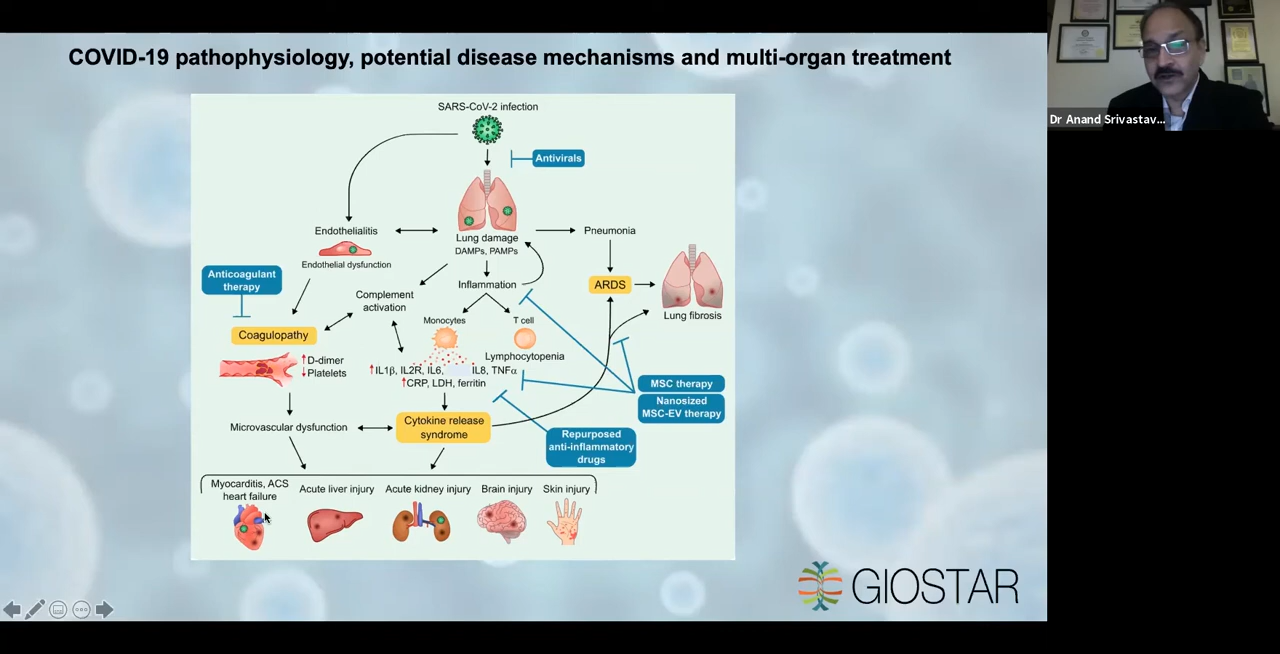 COVID-19 pathophysiology, potential disease mechanisms and multi-organ treatment
Dr Anand Srivastav...
SARS-CoV-2 infection
Antivirals
Endothelialitis
Lung damage
DAMPs, PAMPs
Pneumonia
Endothelial dysfunction
Anticoagulant
therapy
Complement
activation
Inflammation
ARDS
Lung fibrosis
Monocytes
T cell
Coagulopathy
Lymphocytopenia
↑D-dimer
↓Platelets
↑IL1β, IL2R, IL6, IL8, TNFα
↑CRP, LDH, ferritin
MSC therapy
Nanosized
MSC-EV therapy
Microvascular dysfunction
Cytokine release
syndrome
Repurposed
anti-inflammatory
drugs
Myocarditis, ACS
heart failure
Acute liver injury
Acute kidney injury
Brain injury
Skin injury
GIOSTAR